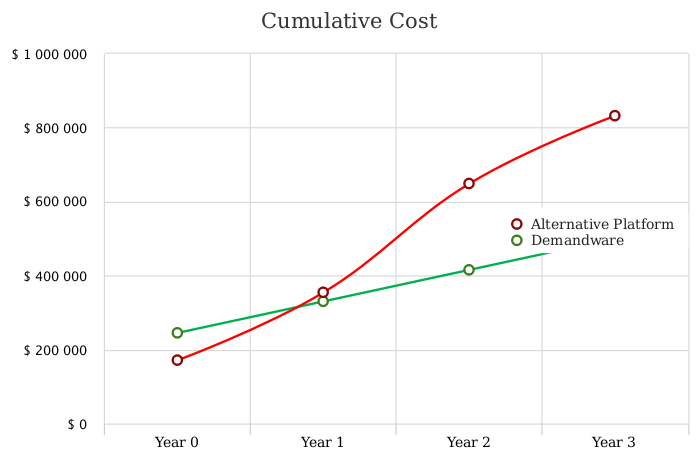 Cumulative Cost
$ 1 000 000
$ 800 000
$ 600 000
$ 400 000
$ 200 000
$ 0
Alternative Platform
Demandware
Year 0 Year 1 Year 2 Year 3